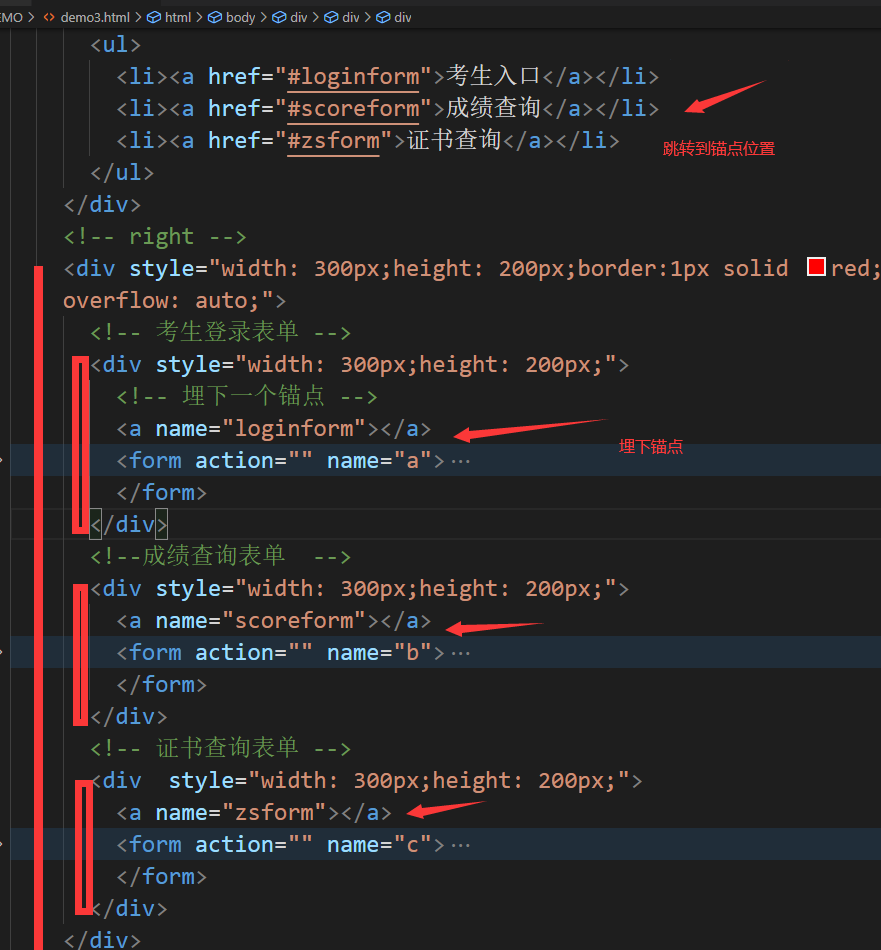 EMO > <> demo3.html > html > body > div > div > div
<ul>
<li><a href="#loginform">考生入口</a></li>
<li><a href="#scoreform">成绩查询</a></li>
<li><a href="#zsform">证书查询</a></li>
跳转到锚点位置
</ul>
</div>
<!-- right -->
<div style="width: 300px;height: 200px;border:1px solid red;
overflow: auto;">
<!-- 考生登录表单 -->
<div style="width: 300px;height: 200px;">
<!-- 埋下一个锚点 -->
<a name="loginform"></a>
埋下锚点
<form action="" name="a">…
</form>
</div>
<!--成绩查询表单  -->
<div style="width: 300px;height: 200px;">
<a name="scoreform"></a>
<form action="" name="b">…
</form>
</div>
<!-- 证书查询表单 -->
<div  style="width: 300px;height: 200px;">
<a name="zsform"></a>
<form action="" name="c">…
</form>
</div>
</div>